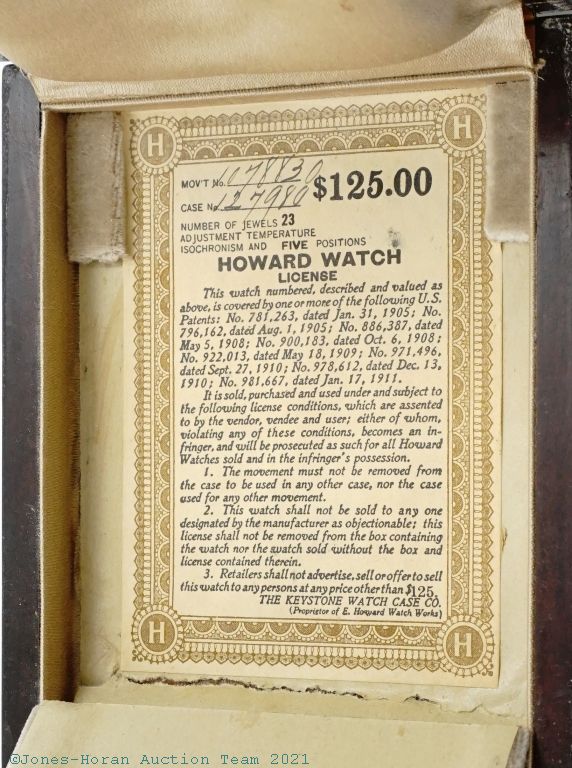 H H
MOV'T No. 1078830
CASE No. 127980
$125.00
NUMBER OF JEWELS 23
ADJUSTMENT TEMPERATURE
ISOCHRONISM AND FIVE POSITIONS
HOWARD WATCH
LICENSE
This watch numbered, described and valued as
above, is covered by one or more of the following U.S.
Patents: No. 781,263, dated Jan. 31, 1905; No.
796,162, dated Aug. 1, 1905; No. 886,387, dated
May 5, 1908; No. 900,183, dated Oct. 6, 1908;
No. 922,013, dated May 18, 1909; No. 971,496,
dated Sept. 27, 1910; No. 978,612, dated Dec. 13,
1910; No. 981,667, dated Jan. 17, 1911.
It is sold, purchased and used under and subject to
the following license conditions, which are assented
to by the vendor, vendee and user; either of whom,
violating any of these conditions, becomes an in-
fringer, and will be prosecuted as such for all Howard
Watches sold and in the infringer's possession.
1. The movement must not be removed from
the case to be used in any other case, nor the case
used for any other movement.
2. This watch shall not be sold to any one
designated by the manufacturer as objectionable; this
license shall not be removed from the box containing
the watch nor the watch sold without the box and
license contained therein.
3. Retailers shall not advertise, sell or offer to sell
this watch to any persons at any price other than $125.
THE KEYSTONE WATCH CASE CO.
(Proprietor of E. Howard Watch Works)
H H
©Jones-Horan Auction Team 2021